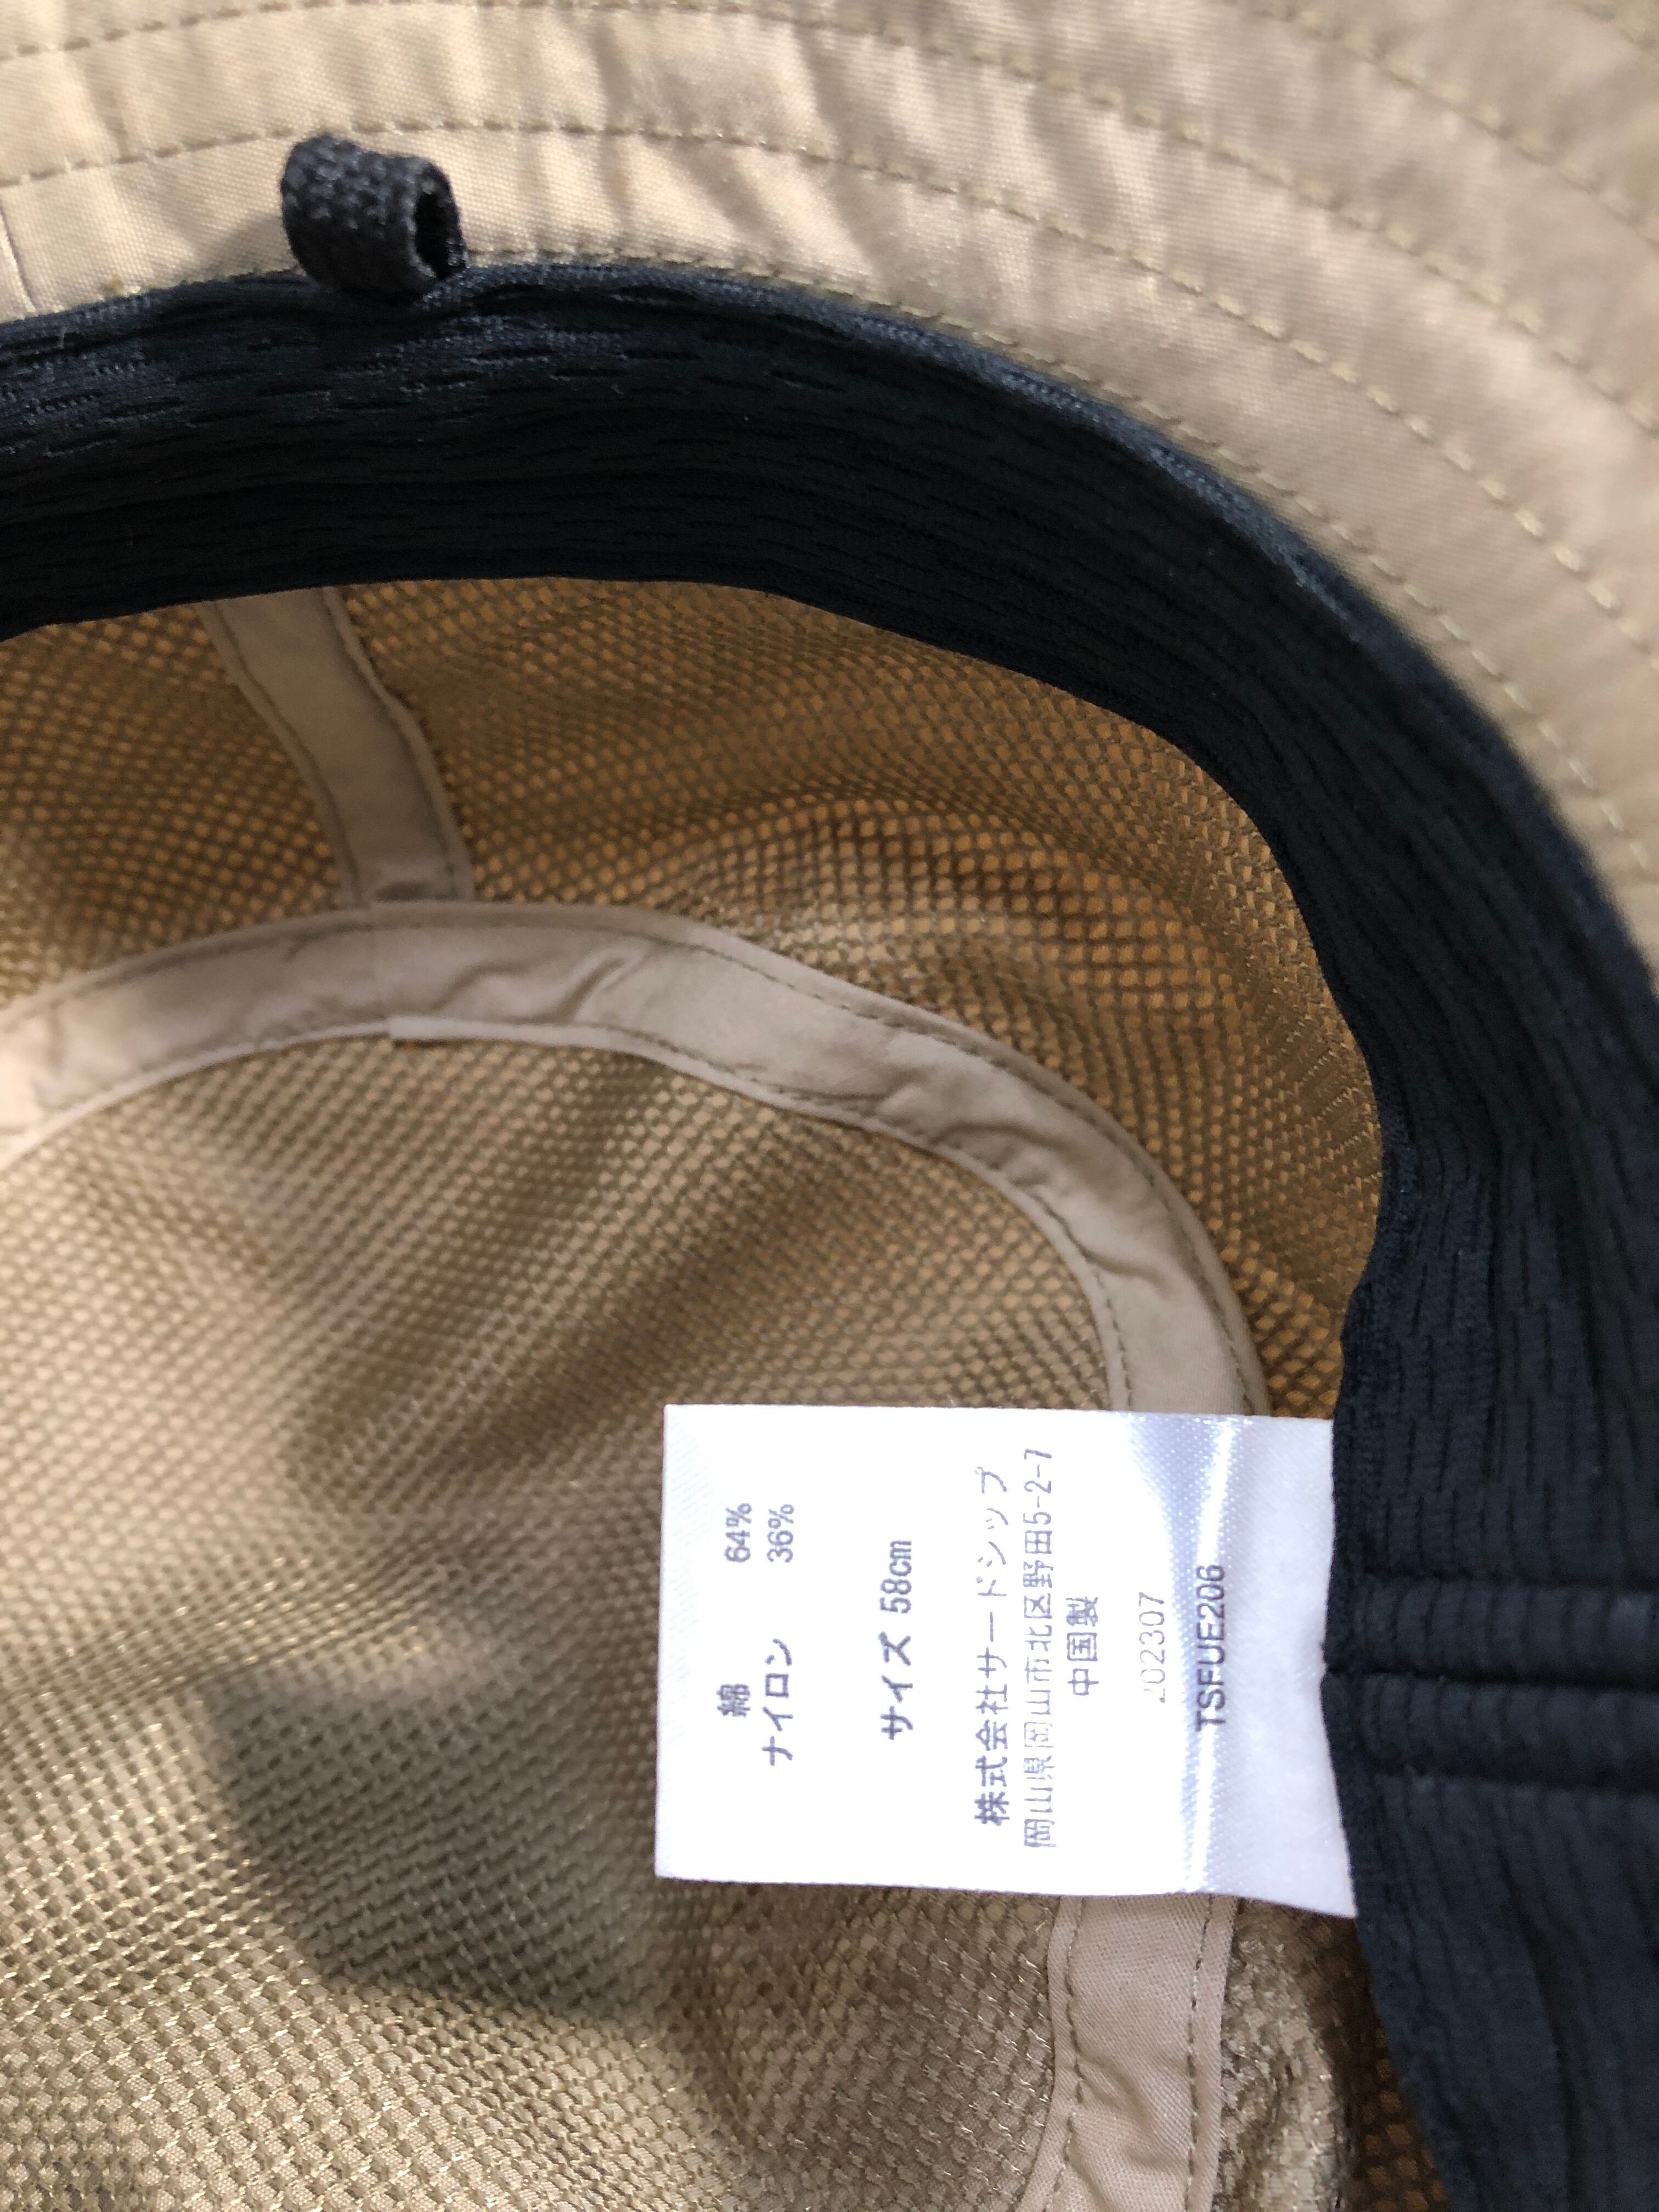 綿 64%
ナイロン 36%
サイズ 58cm
株式会社サードシップ
岡山県岡山市北区野田5-2-7
中国製
202307
TSFUE206